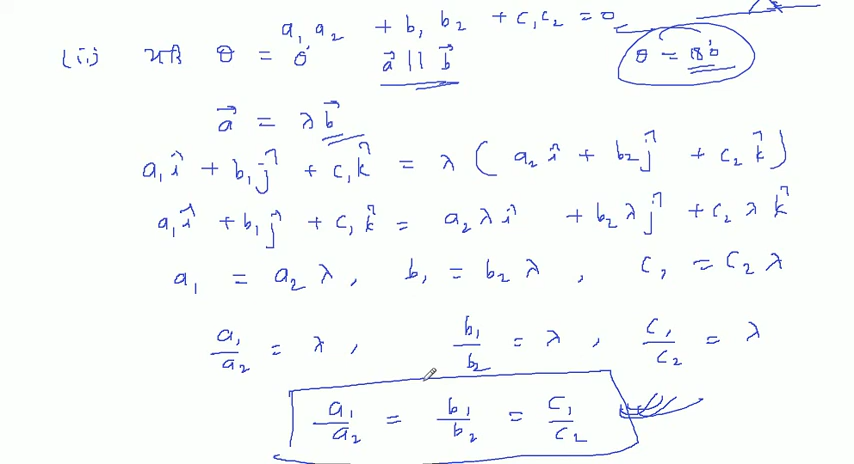 a₁a₂ + b₁b₂ + c₁c₂ = 0
(ii) यदि θ = 0° a⃗ || b⃗ θ = 180°
a⃗ = λb⃗
a₁î + b₁ĵ + c₁k̂ = λ(a₂î + b₂ĵ + c₂k̂)
a₁î + b₁ĵ + c₁k̂ = a₂λî + b₂λĵ + c₂λk̂
a₁ = a₂λ, b₁ = b₂λ, c₁ = c₂λ
a₁/a₂ = λ, b₁/b₂ = λ, c₁/c₂ = λ
a₁/a₂ = b₁/b₂ = c₁/c₂